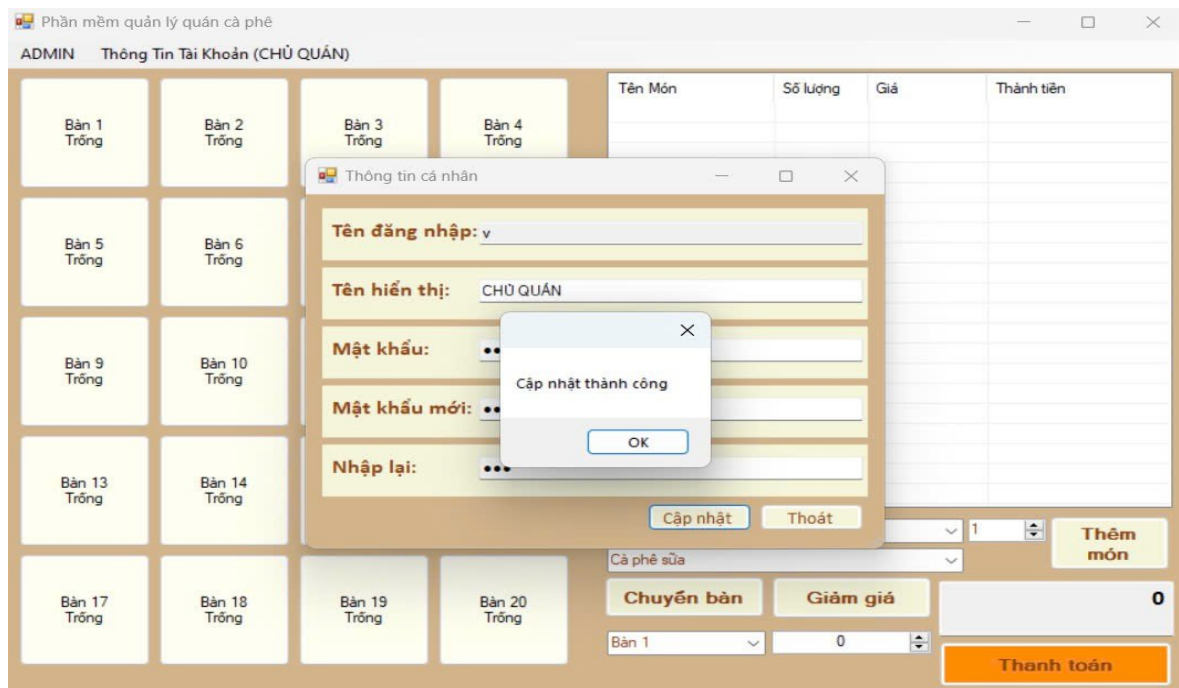 Phần mềm quản lý quán cà phê
ADMIN Thông Tin Tài Khoản (CHỦ QUÁN)
Bàn 1
Trống
Bàn 2
Trống
Bàn 3
Trống
Bàn 4
Trống
Bàn 5
Trống
Bàn 6
Trống
Bàn 9
Trống
Bàn 10
Trống
Bàn 13
Trống
Bàn 14
Trống
Bàn 17
Trống
Bàn 18
Trống
Bàn 19
Trống
Bàn 20
Trống
Tên Món Số lượng Giá Thành tiền
Thông tin cá nhân
Tên đăng nhập: v
Tên hiển thị: CHỦ QUÁN
Mật khẩu:
Mật khẩu mới:
Nhập lại:
Cập nhật thành công
OK
Cập nhật Thoát
1
Thêm
món
Cà phê sữa
Chuyển bàn Giảm giá 0
Bàn 1 0
Thanh toán